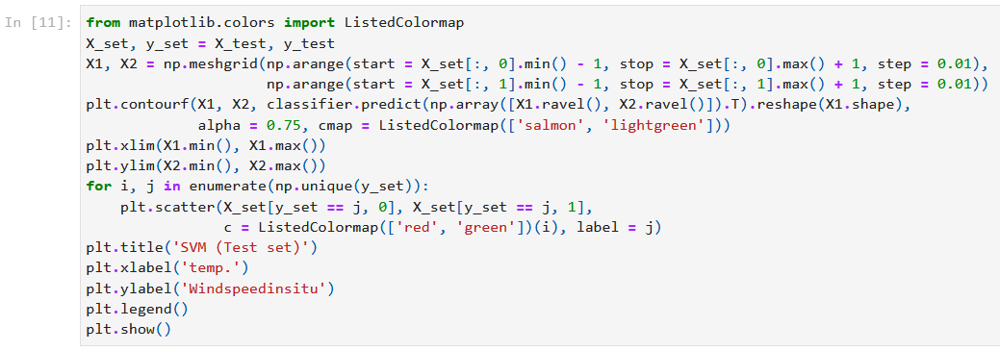 In [11]: from matplotlib.colors import ListedColormap
X_set, y_set = X_test, y_test
X1, X2 = np.meshgrid(np.arange(start = X_set[:, 0].min() - 1, stop = X_set[:, 0].max() + 1, step = 0.01),
                     np.arange(start = X_set[:, 1].min() - 1, stop = X_set[:, 1].max() + 1, step = 0.01))
plt.contourf(X1, X2, classifier.predict(np.array([X1.ravel(), X2.ravel()]).T).reshape(X1.shape),
             alpha = 0.75, cmap = ListedColormap(['salmon', 'lightgreen']))
plt.xlim(X1.min(), X1.max())
plt.ylim(X2.min(), X2.max())
for i, j in enumerate(np.unique(y_set)):
    plt.scatter(X_set[y_set == j, 0], X_set[y_set == j, 1],
                c = ListedColormap(['red', 'green'])(i), label = j)
plt.title('SVM (Test set)')
plt.xlabel('temp.')
plt.ylabel('Windspeedinsitu')
plt.legend()
plt.show()